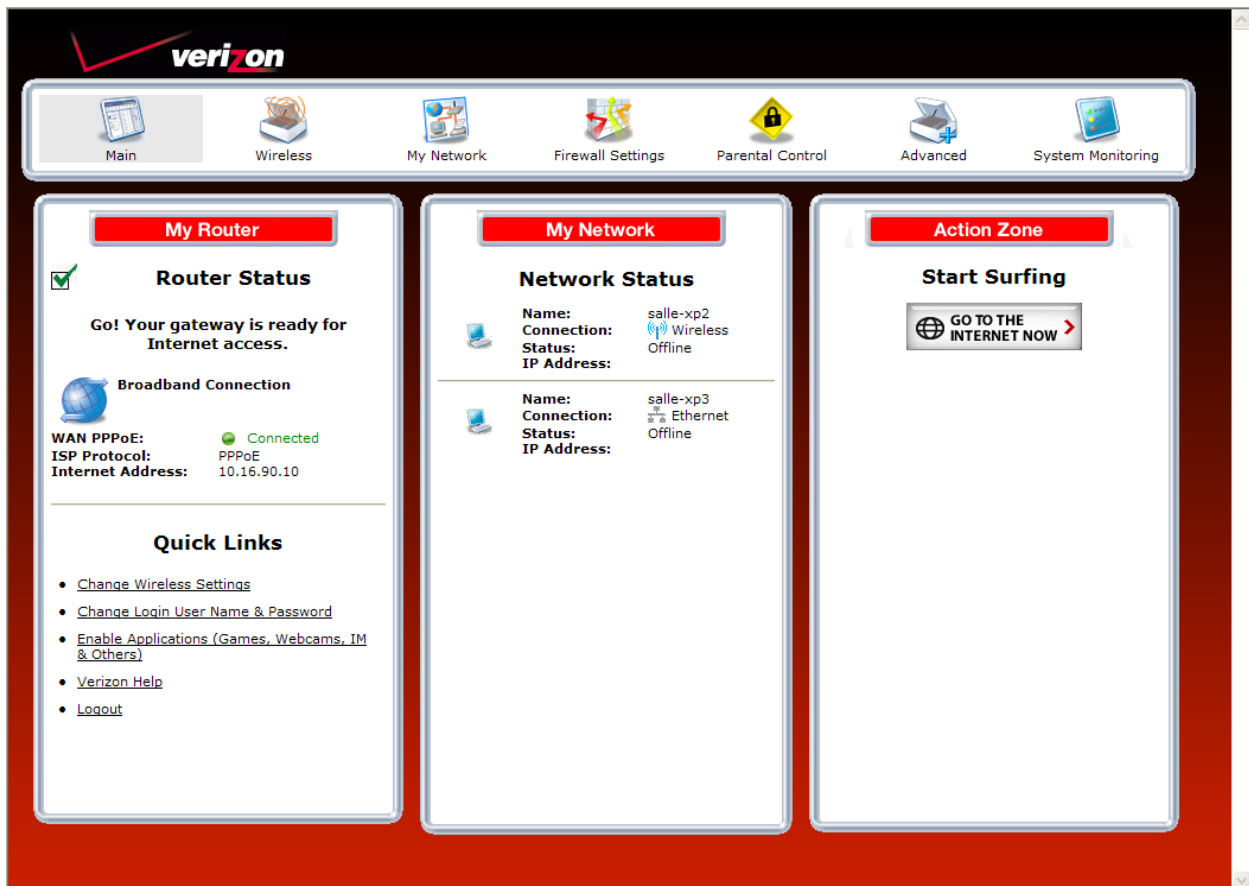 verizon
Main
Wireless
My Network
Firewall Settings
Parental Control
Advanced
System Monitoring
My Router
Router Status
Go! Your gateway is ready for
Internet access.
Broadband Connection
WAN PPPoE: Connected
ISP Protocol: PPPoE
Internet Address: 10.16.90.10
Quick Links
• Change Wireless Settings
• Change Login User Name & Password
• Enable Applications (Games, Webcams, IM
& Others)
• Verizon Help
• Logout
My Network
Network Status
Name: salle-xp2
Connection: Wireless
Status: Offline
IP Address:
Name: salle-xp3
Connection: Ethernet
Status: Offline
IP Address:
Action Zone
Start Surfing
GO TO THE
INTERNET NOW